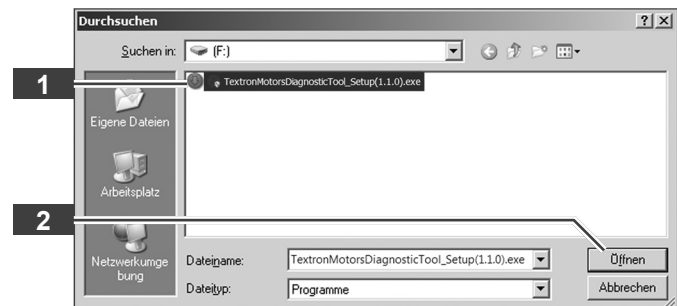 Durchsuchen
Suchen in:
(F:)
1
TextronMotorsDiagnosticTool_Setup(1.1.0).exe
Eigene Dateien
Arbeitsplatz
2
Netzwerkumge
bung
Dateiname:
TextronMotorsDiagnosticTool_Setup(1.1.0).exe
Öffnen
Dateityp:
Programme
Abbrechen